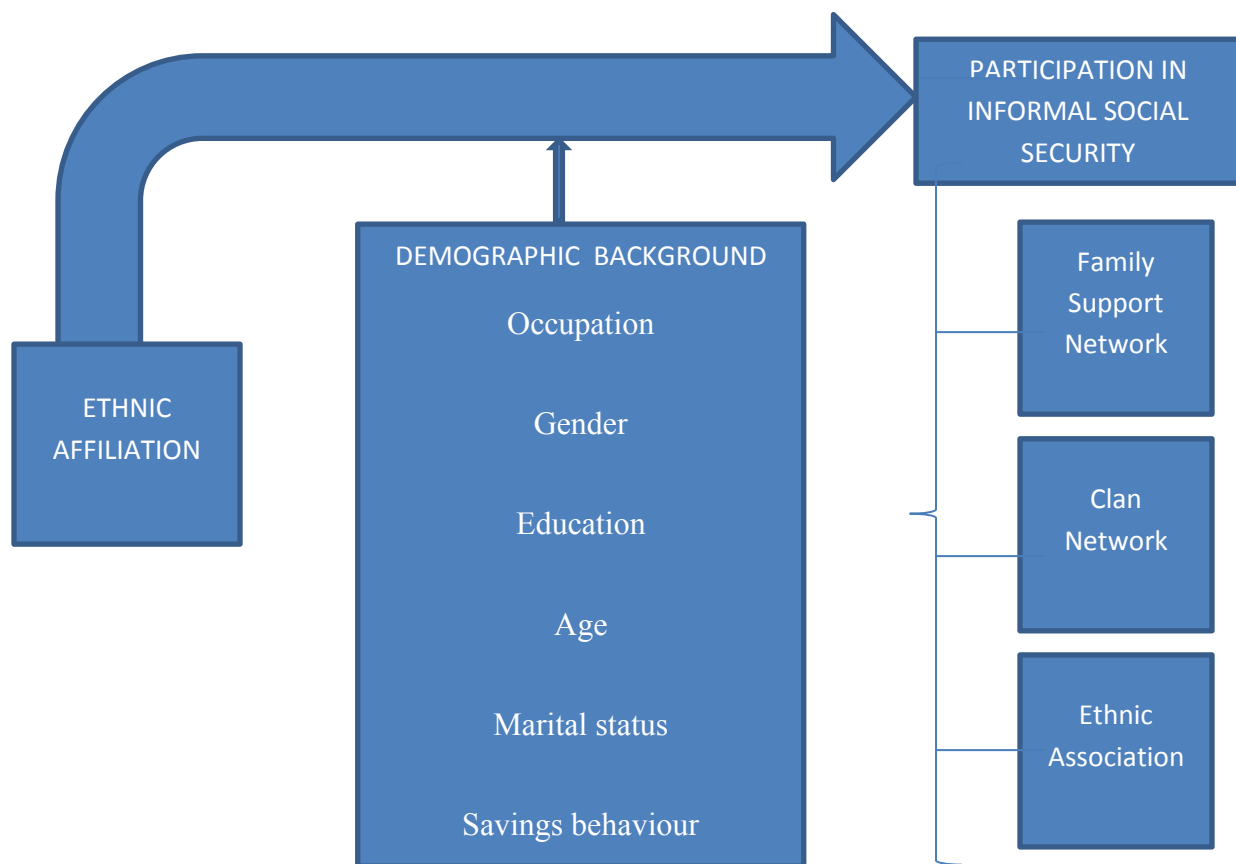 PARTICIPATION IN
INFORMAL SOCIAL
SECURITY
DEMOGRAPHIC BACKGROUND
Occupation
Gender
Education
Age
Marital status
Savings behaviour
ETHNIC
AFFILIATION
Family
Support
Network
Clan
Network
Ethnic
Association